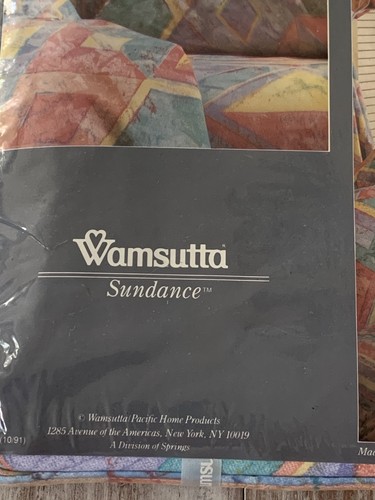 Wamsutta®
Sundance™
© Wamsutta/Pacific Home Products
1285 Avenue of the Americas, New York, NY 10019
A Division of Springs
(10/91)